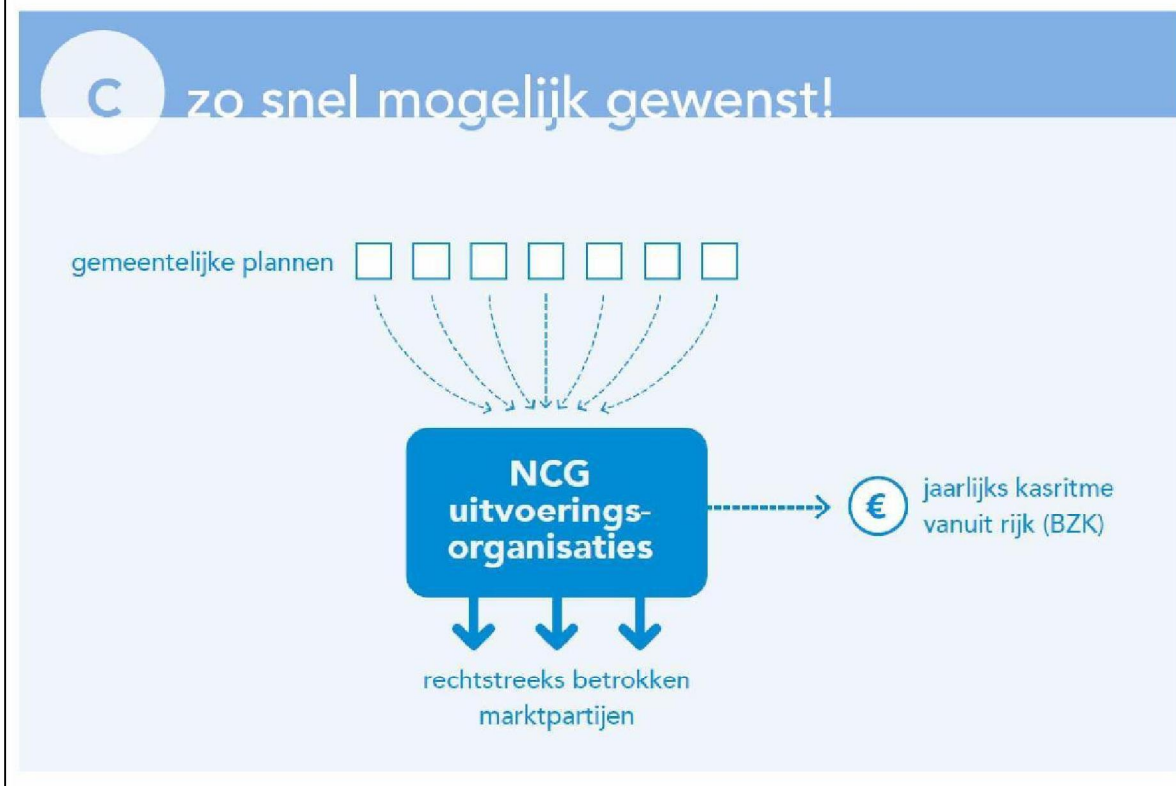 C zo snel mogelijk gewenst!
gemeentelijke plannen
NCG
uitvoerings-
organisaties
€
jaarlijks kasritme
vanuit rijk (BZK)
rechtstreeks betrokken
marktpartijen